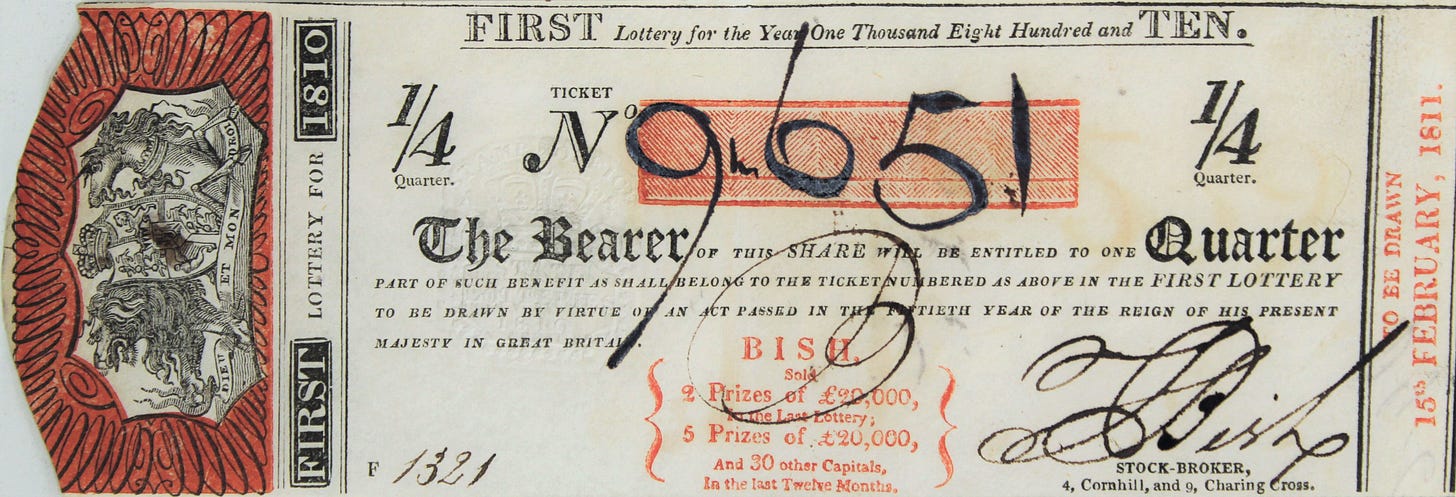 FIRST Lottery for the Year One Thousand Eight Hundred and TEN.
1/4 TICKET 1/4
Quarter. Nº 9m651 Quarter.
The Bearer OF THIS SHARE WILL BE ENTITLED TO ONE Quarter
PART OF SUCH BENEFIT AS SHALL BELONG TO THE TICKET NUMBERED AS ABOVE IN THE FIRST LOTTERY
TO BE DRAWN BY VIRTUE OF AN ACT PASSED IN THE FIFTIETH YEAR OF THE REIGN OF HIS PRESENT
MAJESTY IN GREAT BRITAIN.
BISH,
Sold
2 Prizes of £20,000,
In the Last Lottery;
5 Prizes of £20,000,
And 30 other Capitals,
In the last Twelve Months.
F 1321
T Bish
STOCK-BROKER,
4, Cornhill, and 9, Charing Cross.
FIRST LOTTERY FOR 1810
DIEU ET MON DROIT
TO BE DRAWN
15th FEBRUARY, 1811.